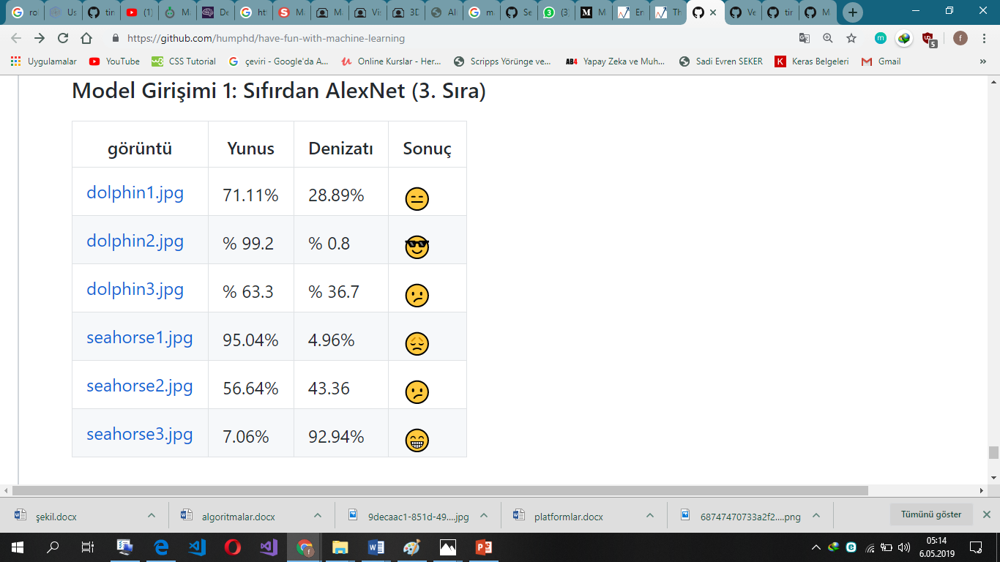 ro
Us
tin
(1)
M
De
ht
M
M
Vi
3D
Ali
m
Se
(3
M
En
Th
Ve
tir
M
https://github.com/humphd/have-fun-with-machine-learning
5
f
Uygulamalar
YouTube
CSS Tutorial
çeviri - Google'da A...
Online Kurslar - Her...
Scripps Yörünge ve...
AB4 Yapay Zeka ve Muh...
Sadi Evren SEKER
K Keras Belgeleri
Gmail
»
Model Girişimi 1: Sıfırdan AlexNet (3. Sıra)
görüntü Yunus Denizatı Sonuç
dolphin1.jpg 71.11% 28.89%
dolphin2.jpg % 99.2 % 0.8
dolphin3.jpg % 63.3 % 36.7
seahorse1.jpg 95.04% 4.96%
seahorse2.jpg 56.64% 43.36
seahorse3.jpg 7.06% 92.94%
şekil.docx
algoritmalar.docx
9decaac1-851d-49....jpg
platformlar.docx
68747470733a2f2....png
Tümünü göster
05:14
6.05.2019